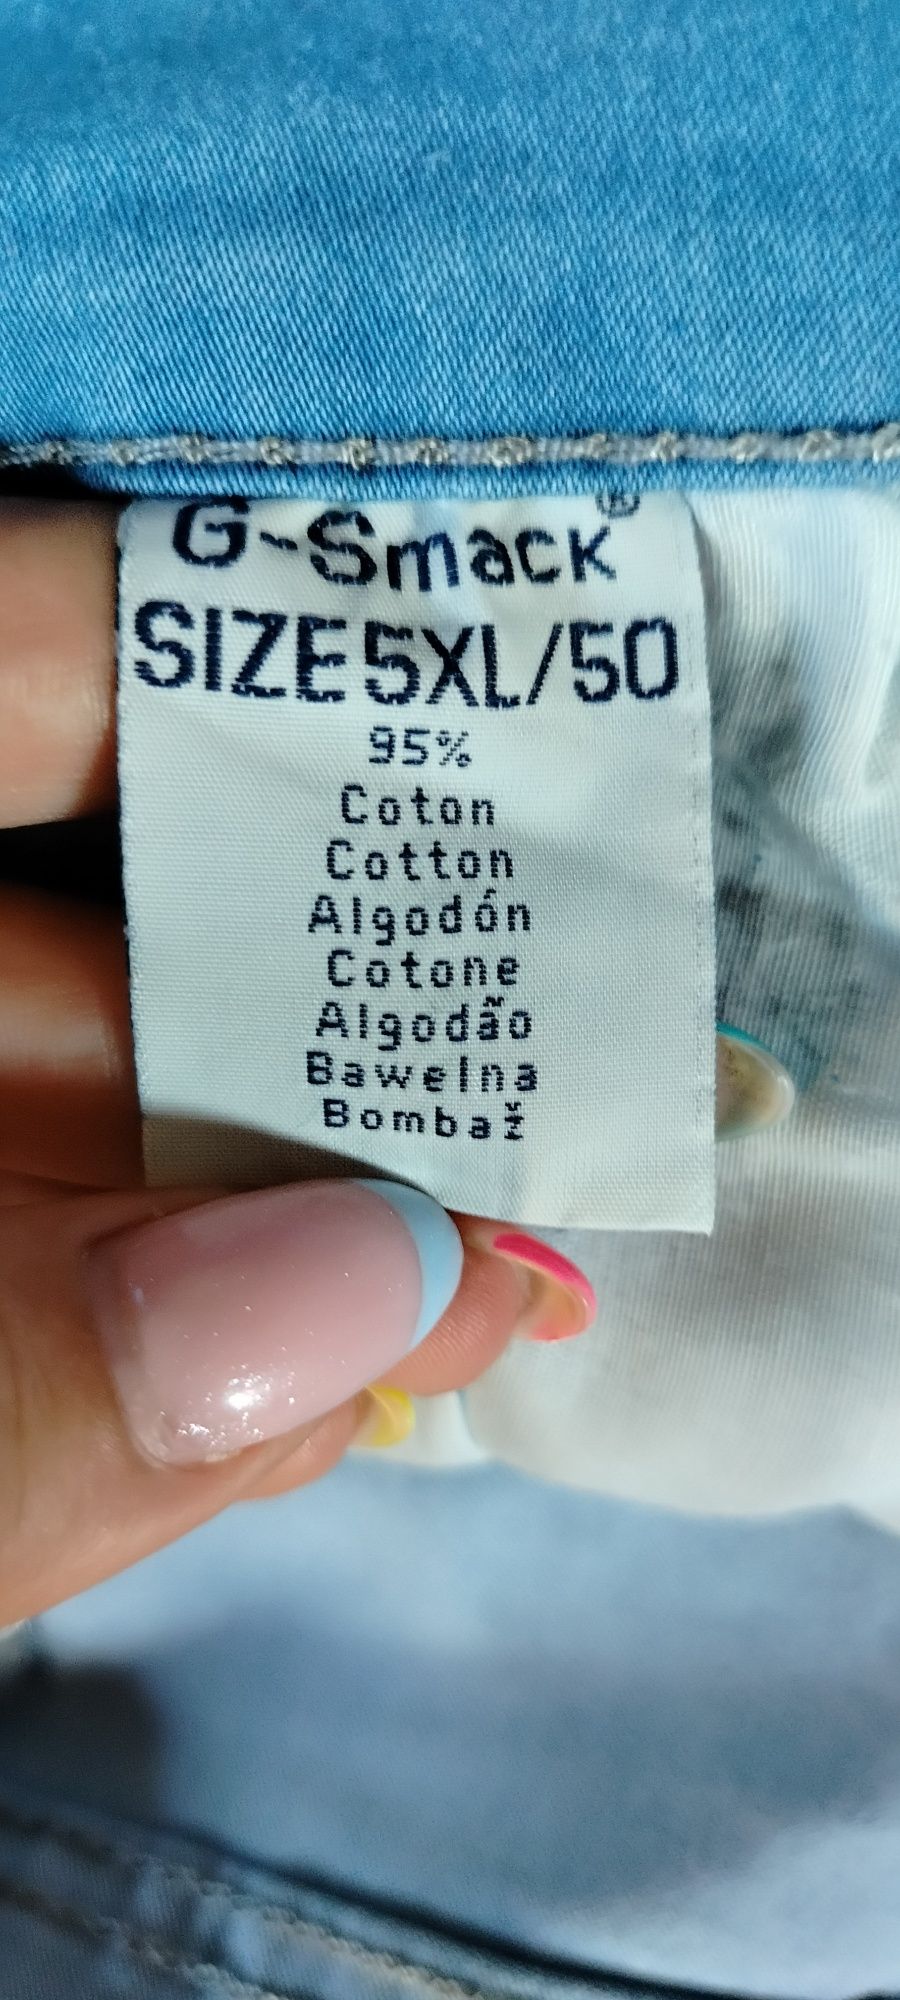 G-Smack®
SIZE 5XL/50
95%
Coton
Cotton
Algodón
Cotone
Algodão
Bawelna
Bombaž